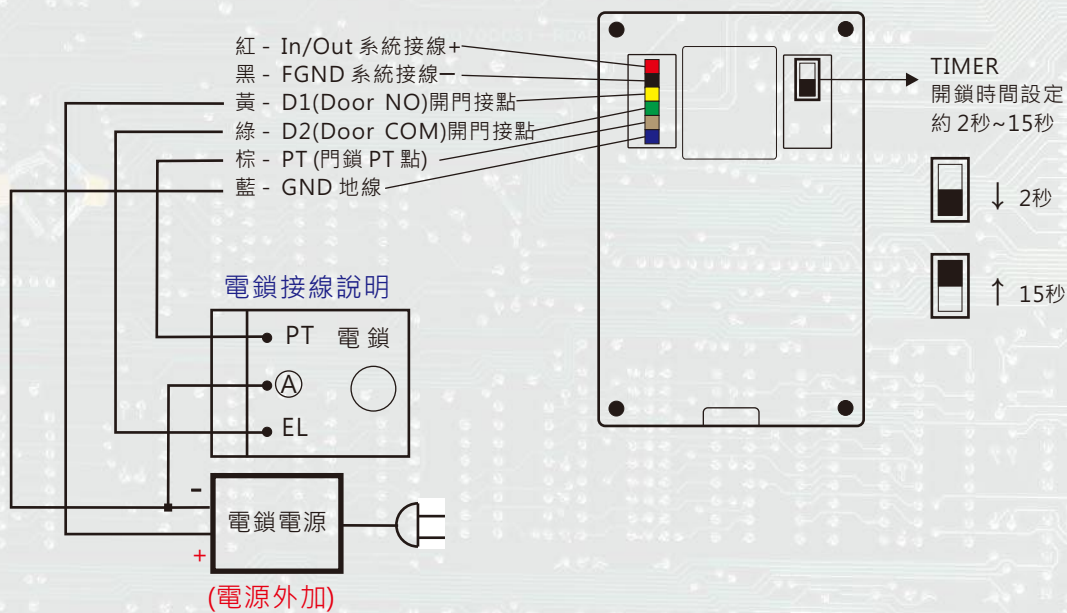 紅 - In/Out 系統接線+
黑 - FGND 系統接線-
黃 - D1(Door NO)開門接點
綠 - D2(Door COM)開門接點
棕 - PT (門鎖 PT 點)
藍 - GND 地線
TIMER
開鎖時間設定
約 2秒~15秒
↓ 2秒
↑ 15秒
電鎖接線說明
PT 電鎖
A
EL
-
電鎖電源
+
(電源外加)